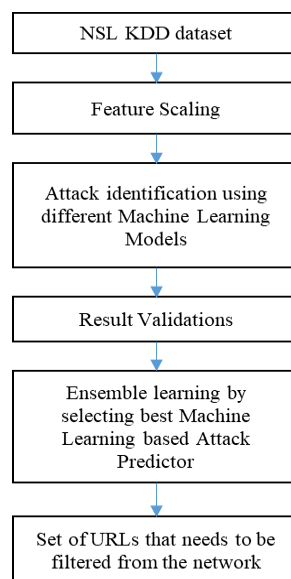 NSL KDD dataset
Feature Scaling
Attack identification using
different Machine Learning
Models
Result Validations
Ensemble learning by
selecting best Machine
Learning based Attack
Predictor
Set of URLs that needs to be
filtered from the network